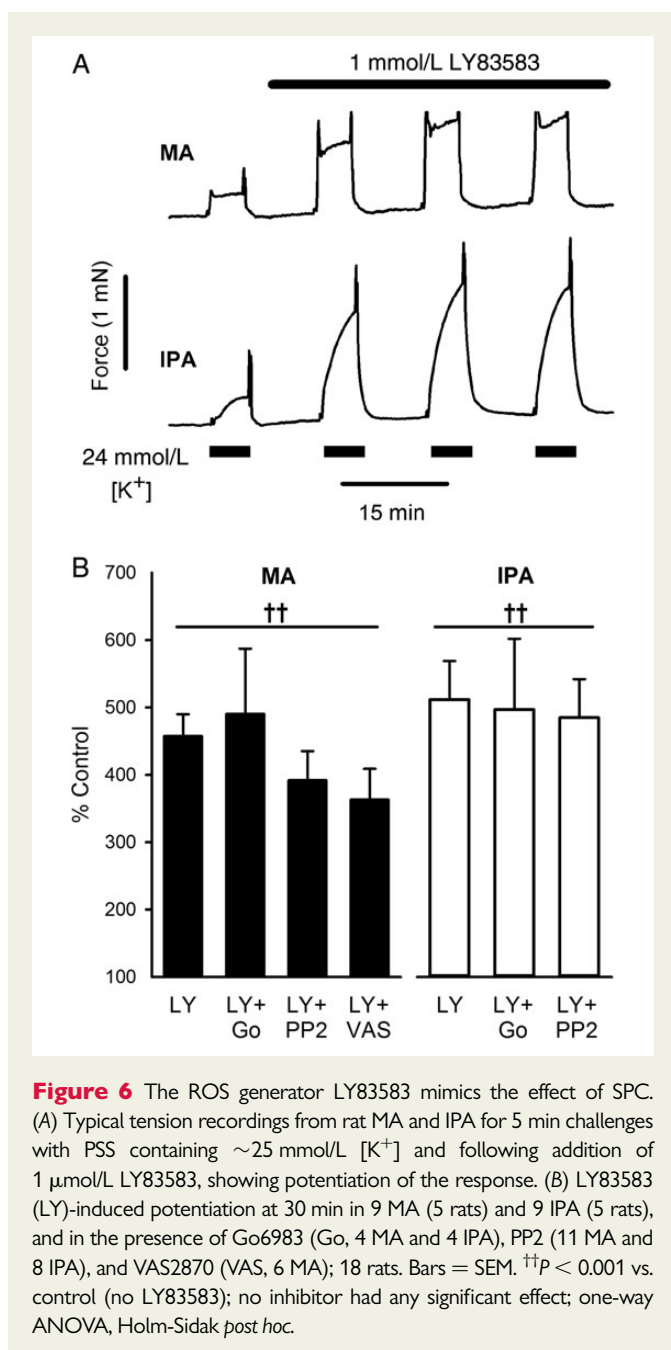 A
1 mmol/L LY83583
MA
Force (1 mN)
IPA
24 mmol/L
[K⁺]
15 min
B
700
600
500
400
300
200
100
% Control
MA
††
IPA
††
LY
LY+
Go
LY+
PP2
LY+
VAS
LY
LY+
Go
LY+
PP2
Figure 6 The ROS generator LY83583 mimics the effect of SPC.
(A) Typical tension recordings from rat MA and IPA for 5 min challenges
with PSS containing ~25 mmol/L [K⁺] and following addition of
1 μmol/L LY83583, showing potentiation of the response. (B) LY83583
(LY)-induced potentiation at 30 min in 9 MA (5 rats) and 9 IPA (5 rats),
and in the presence of Go6983 (Go, 4 MA and 4 IPA), PP2 (11 MA and
8 IPA), and VAS2870 (VAS, 6 MA); 18 rats. Bars = SEM. ††P < 0.001 vs.
control (no LY83583); no inhibitor had any significant effect; one-way
ANOVA, Holm-Sidak post hoc.